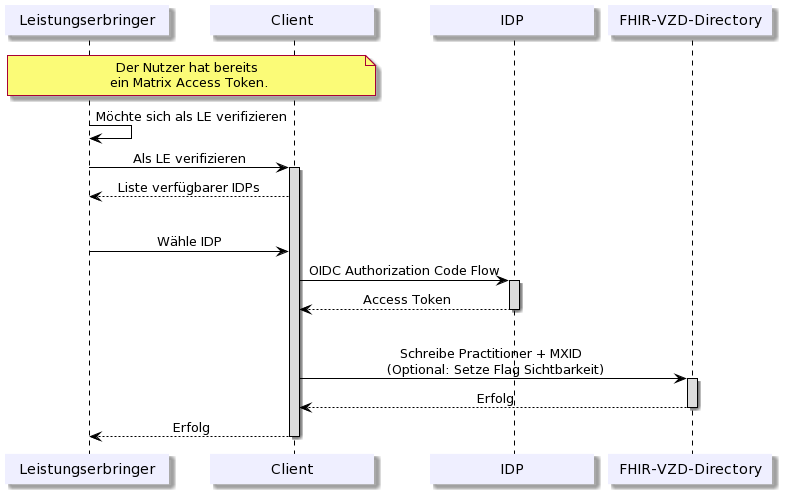 Leistungserbringer
Client
IDP
FHIR-VZD-Directory
Der Nutzer hat bereits
ein Matrix Access Token.
Möchte sich als LE verifizieren
Als LE verifizieren
Liste verfügbarer IDPs
Wähle IDP
OIDC Authorization Code Flow
Access Token
Schreibe Practitioner + MXID
(Optional: Setze Flag Sichtbarkeit)
Erfolg
Erfolg
Leistungserbringer
Client
IDP
FHIR-VZD-Directory